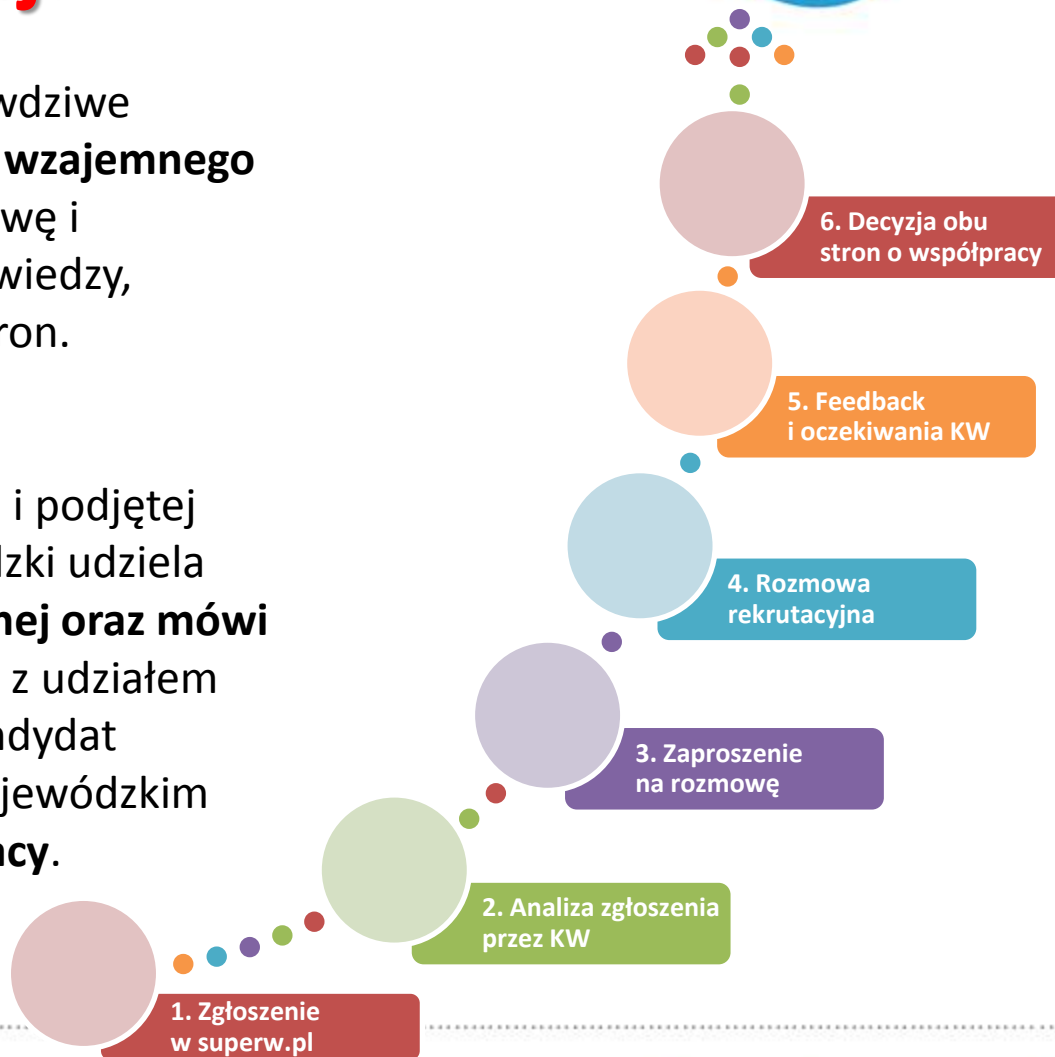 wdziwe
wzajemnego
wę i
wiedzy,
ron.
i podjętej
dzki udziela
nej oraz mówi
z udziałem
ndydat
jewódzkim
acy.
6. Decyzja obu
stron o współpracy
5. Feedback
i oczekiwania KW
4. Rozmowa
rekrutacyjna
3. Zaproszenie
na rozmowę
2. Analiza zgłoszenia
przez KW
1. Zgłoszenie
w superw.pl